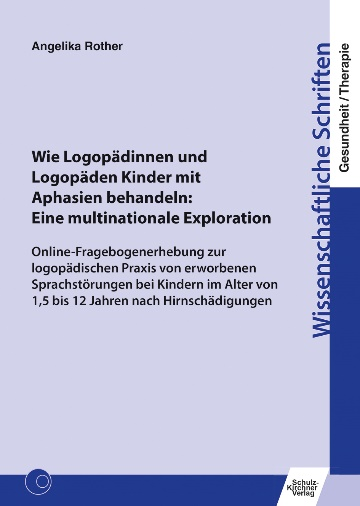 Angelika Rother
Wie Logopädinnen und
Logopäden Kinder mit
Aphasien behandeln:
Eine multinationale Exploration
Online-Fragebogenerhebung zur
logopädischen Praxis von erworbenen
Sprachstörungen bei Kindern im Alter von
1,5 bis 12 Jahren nach Hirnschädigungen
Wissenschaftliche Schriften
Gesundheit / Therapie
Schulz-
Kirchner
Verlag